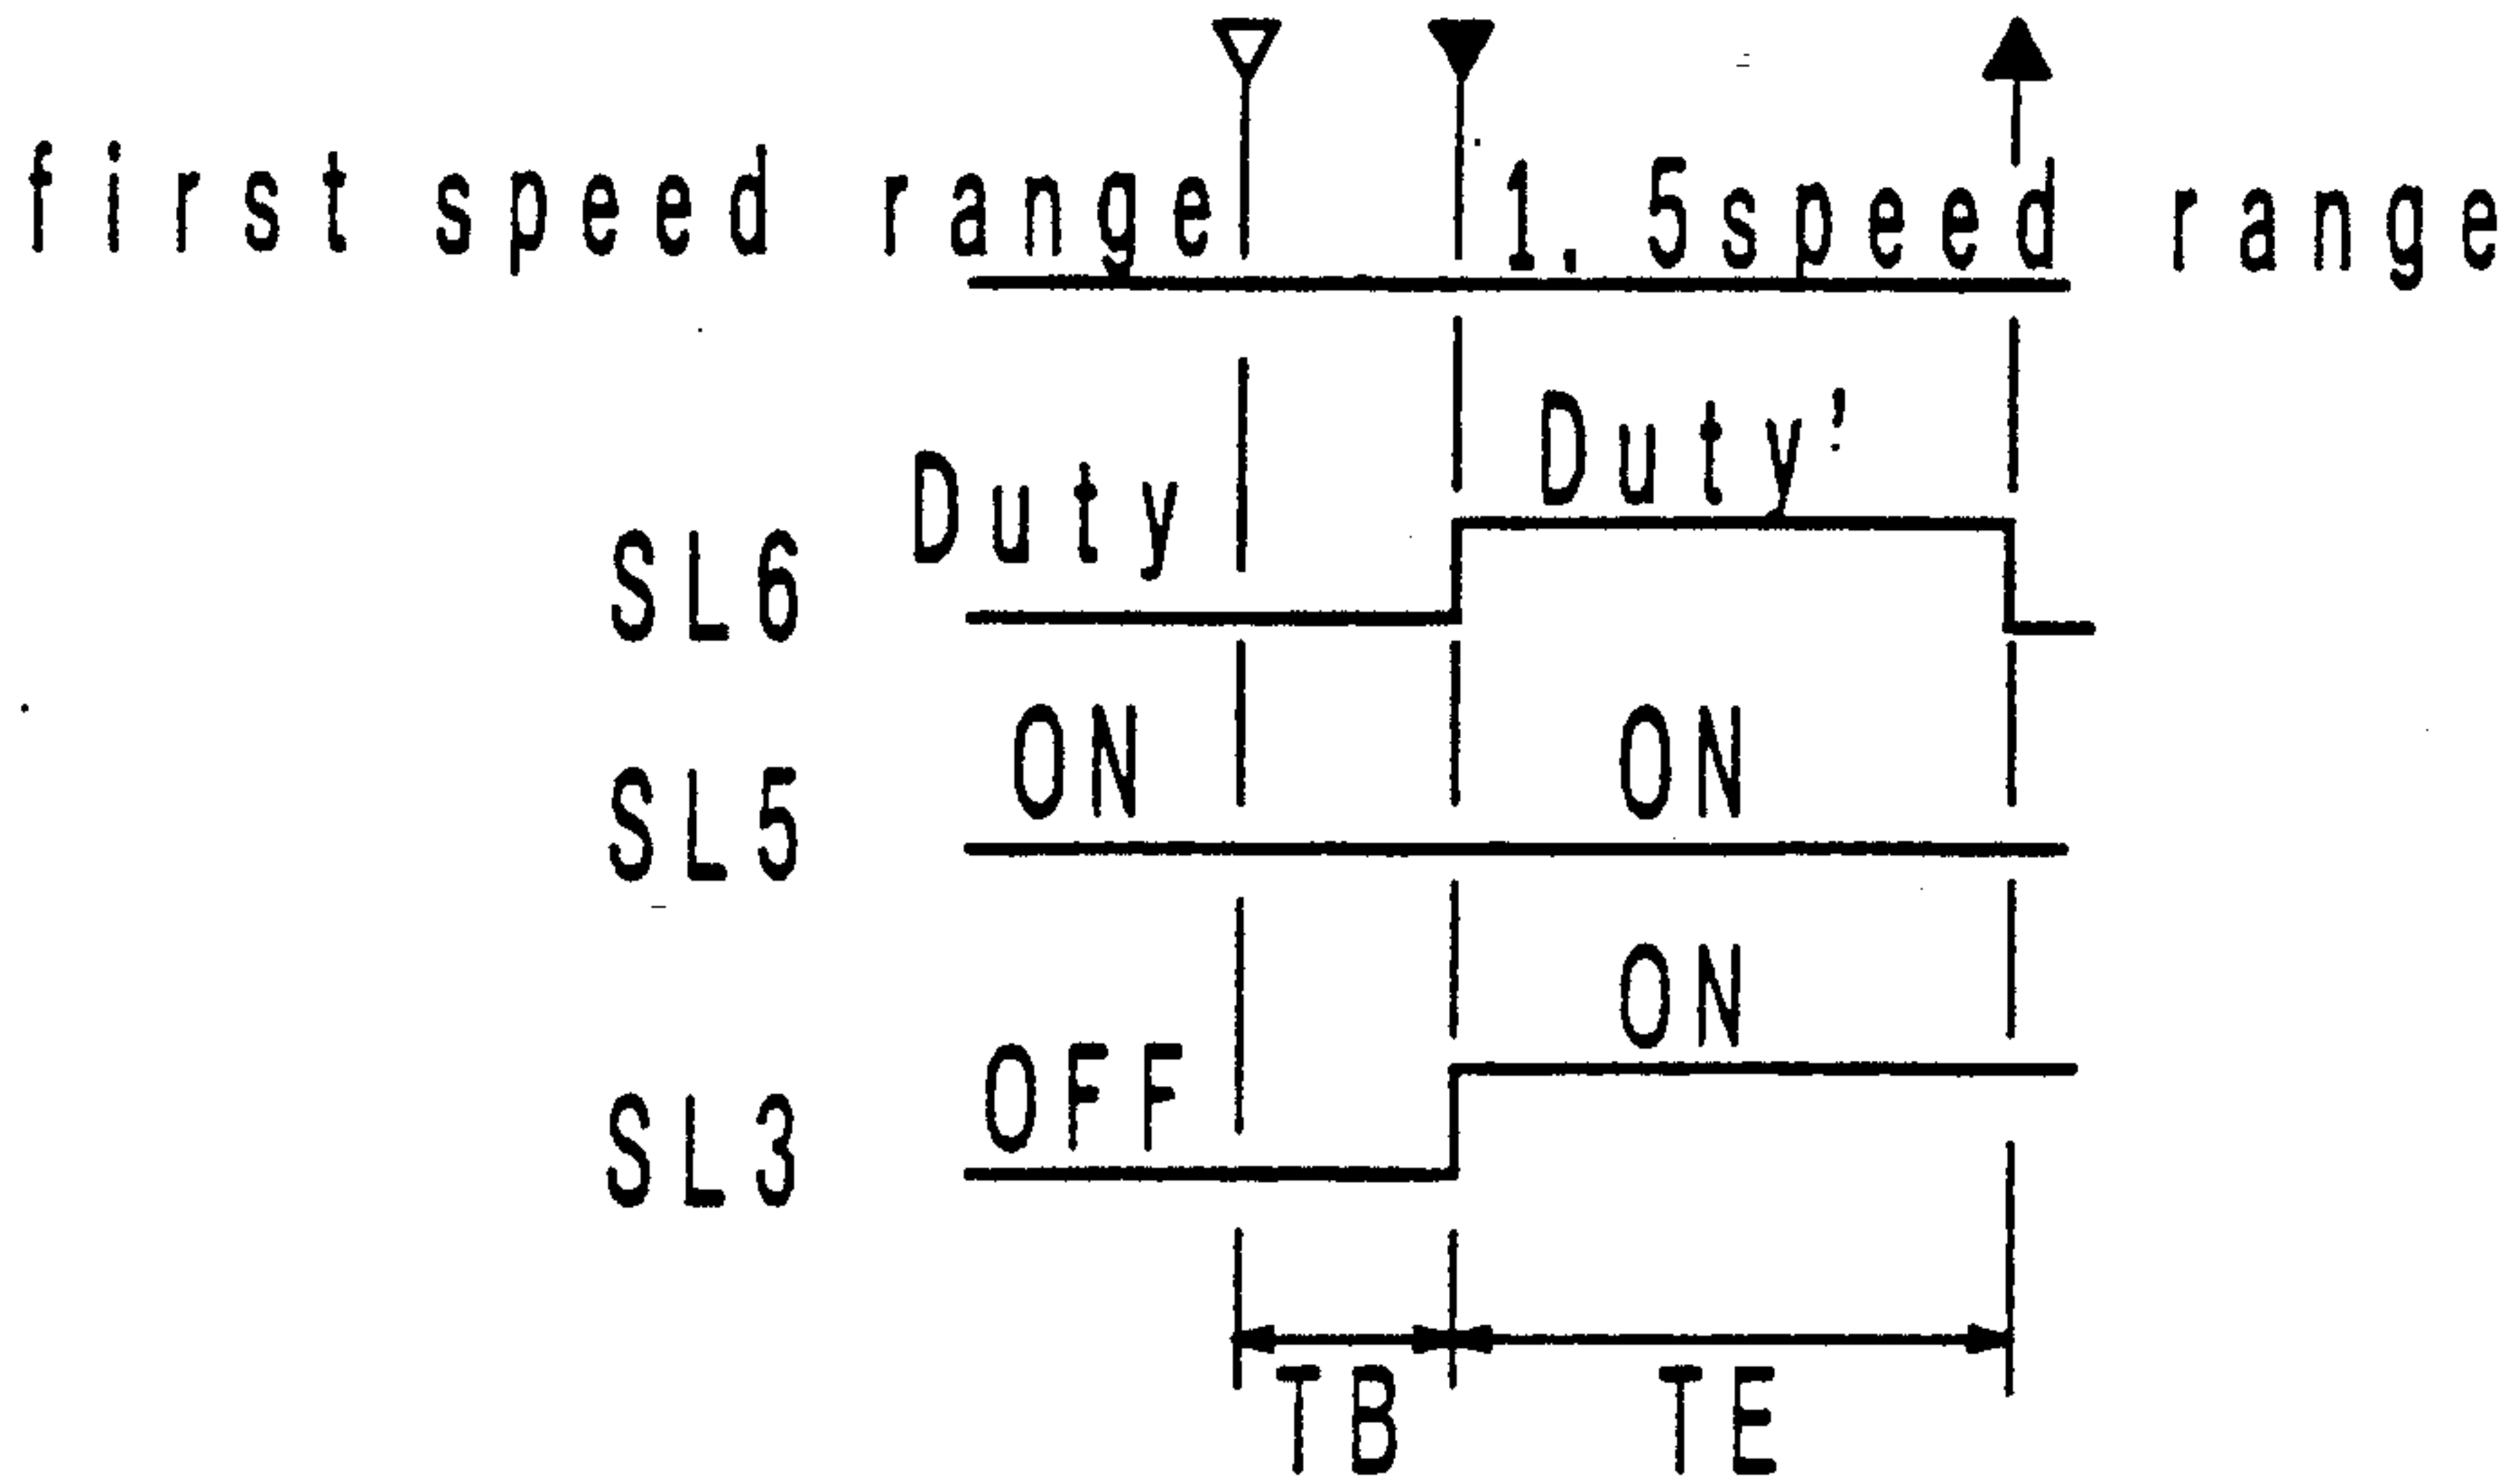 first speed range
1.5speed range
Duty
Duty'
SL6
ON
ON
SL5
ON
OFF
SL3
TB
TE